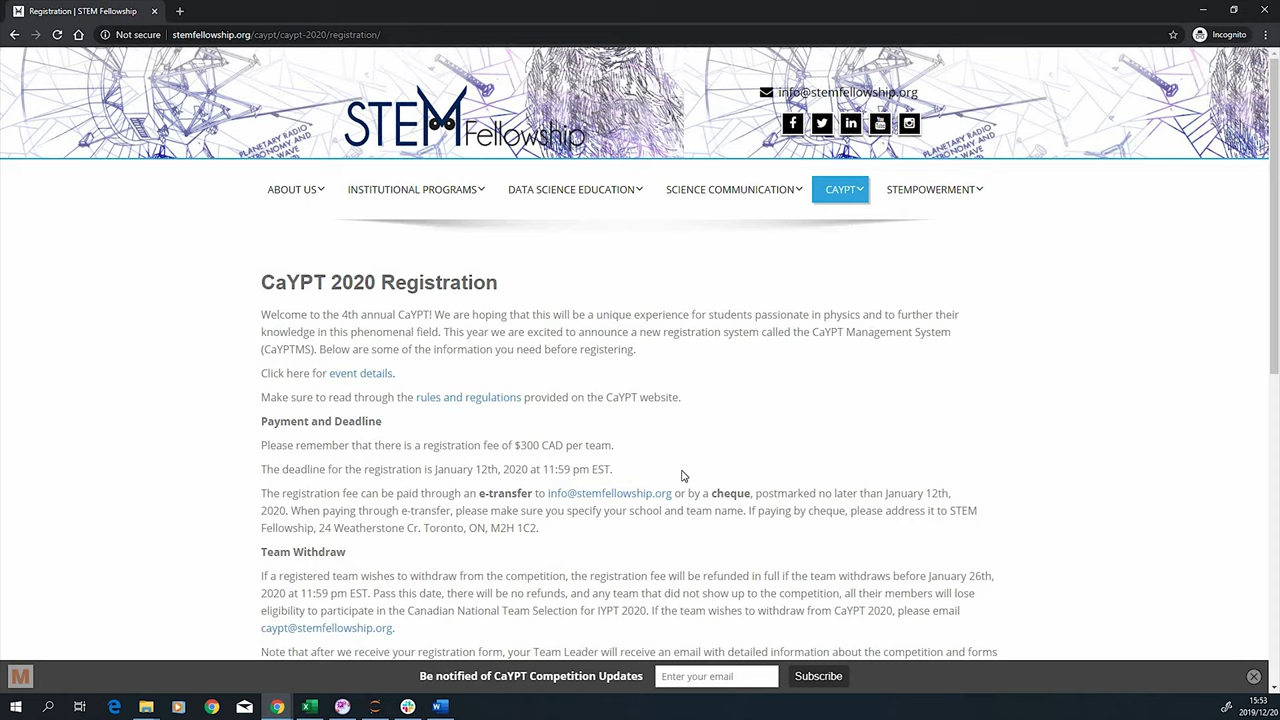 Registration | STEM Fellowship
Not secure
stemfellowship.org/caypt/caypt-2020/registration/
Incognito
STEM Fellowship
info@stemfellowship.org
PLANETARY RADIO
ASTRONOMY AND
WAVE
ABOUT US
INSTITUTIONAL PROGRAMS
DATA SCIENCE EDUCATION
SCIENCE COMMUNICATION
CAYPT
STEMPOWERMENT
CaYPT 2020 Registration
Welcome to the 4th annual CaYPT! We are hoping that this will be a unique experience for students passionate in physics and to further their
knowledge in this phenomenal field. This year we are excited to announce a new registration system called the CaYPT Management System
(CaYPTMS). Below are some of the information you need before registering.
Click here for event details.
Make sure to read through the rules and regulations provided on the CaYPT website.
Payment and Deadline
Please remember that there is a registration fee of $300 CAD per team.
The deadline for the registration is January 12th, 2020 at 11:59 pm EST.
The registration fee can be paid through an e-transfer to info@stemfellowship.org or by a cheque, postmarked no later than January 12th,
2020. When paying through e-transfer, please make sure you specify your school and team name. If paying by cheque, please address it to STEM
Fellowship, 24 Weatherstone Cr. Toronto, ON, M2H 1C2.
Team Withdraw
If a registered team wishes to withdraw from the competition, the registration fee will be refunded in full if the team withdraws before January 26th,
2020 at 11:59 pm EST. Pass this date, there will be no refunds, and any team that did not show up to the competition, all their members will lose
eligibility to participate in the Canadian National Team Selection for IYPT 2020. If the team wishes to withdraw from CaYPT 2020, please email
caypt@stemfellowship.org.
Note that after we receive your registration form, your Team Leader will receive an email with detailed information about the competition and forms
M
Be notified of CaYPT Competition Updates
Enter your email
Subscribe
15:53
2019/12/20